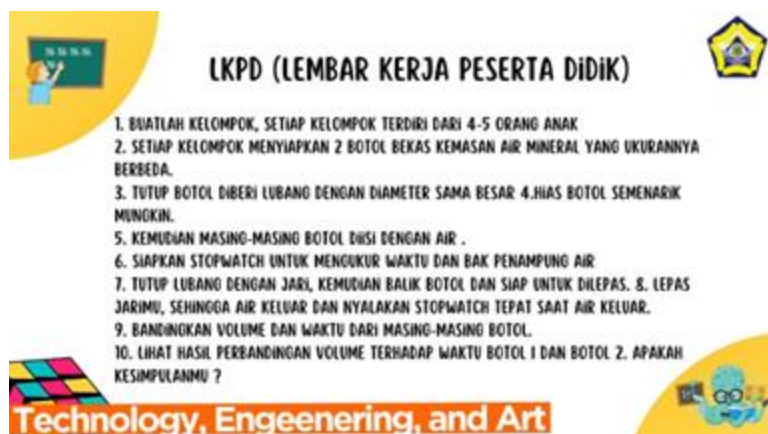 LKPD (LEMBAR KERJA PESERTA DIDIK)
1. BUATLAH KELOMPOK, SETIAP KELOMPOK TERDIRI DARI 4-5 ORANG ANAK
2. SETIAP KELOMPOK MENYIAPKAN 2 BOTOL BEKAS KEMASAN AIR MINERAL YANG UKURANNYA
BERBEDA.
3. TUTUP BOTOL DIBERI LUBANG DENGAN DIAMETER SAMA BESAR 4.HIAS BOTOL SEMENARIK
MUNGKIN.
5. KEMUDIAN MASING-MASING BOTOL DIISI DENGAN AIR .
6. SIAPKAN STOPWATCH UNTUK MENGUKUR WAKTU DAN BAK PENAMPUNG AIR
7. TUTUP LUBANG DENGAN JARI, KEMUDIAN BALIK BOTOL DAN SIAP UNTUK DILEPAS. 8. LEPAS
JARIMU, SEHINGGA AIR KELUAR DAN NYALAKAN STOPWATCH TEPAT SAAT AIR KELUAR.
9. BANDINGKAN VOLUME DAN WAKTU DARI MASING-MASING BOTOL.
10. LIHAT HASIL PERBANDINGAN VOLUME TERHADAP WAKTU BOTOL 1 DAN BOTOL 2. APAKAH
KESIMPULANMU ?
Technology, Engeenering, and Art